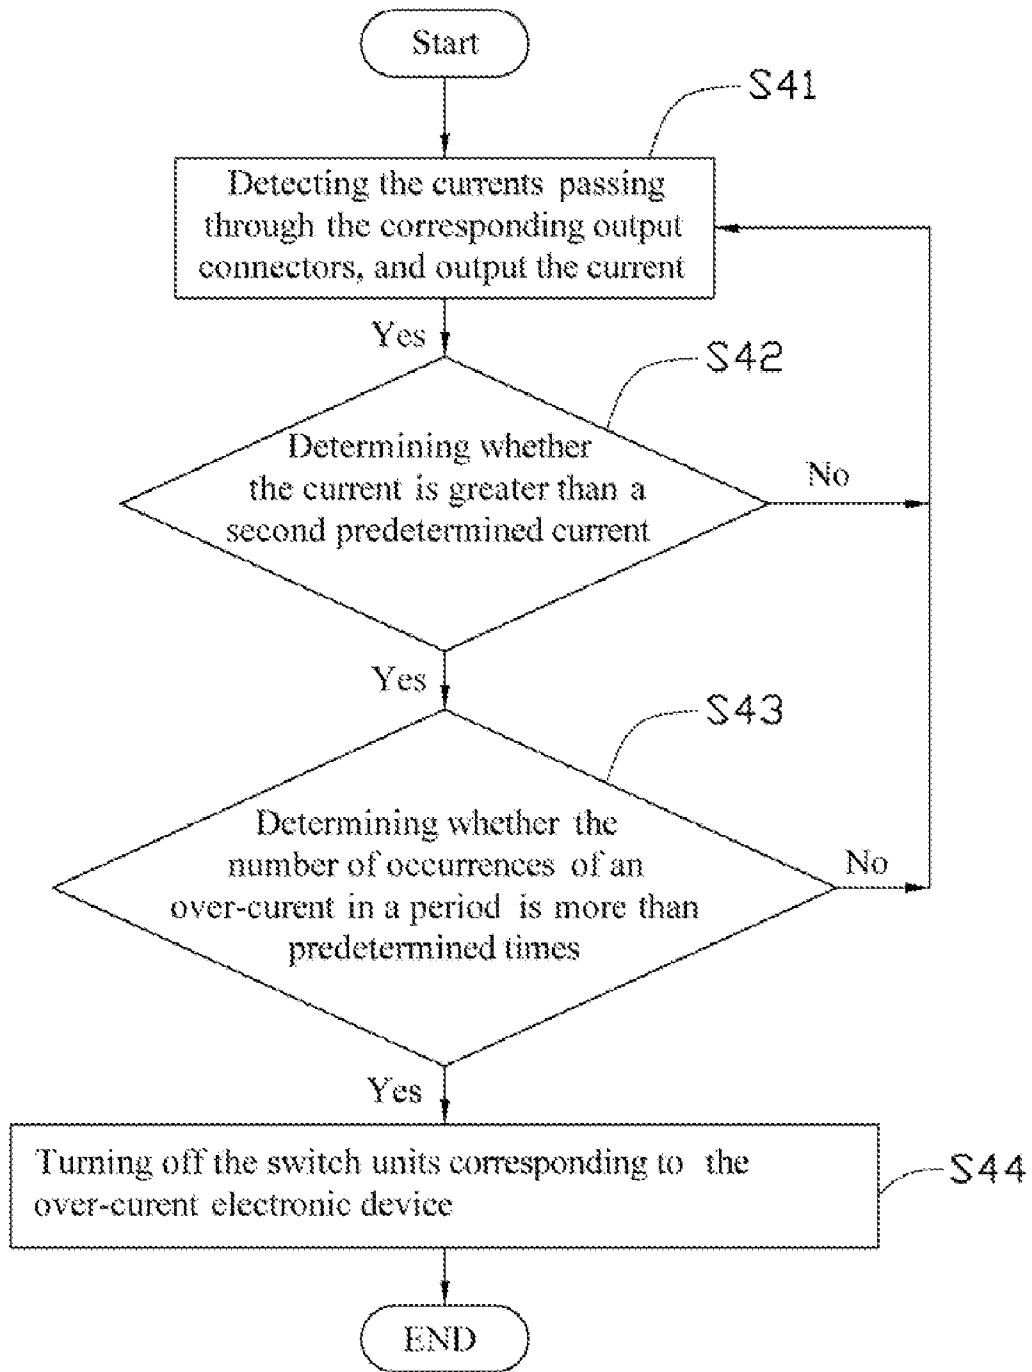 Start
S41
Detecting the currents passing
through the corresponding output
connectors, and output the current
Yes
S42
Determining whether
the current is greater than a
second predetermined current
No
Yes
S43
Determining whether the
number of occurrences of an
over-curent in a period is more than
predetermined times
No
Yes
Turning off the switch units corresponding to the
over-curent electronic device
S44
END